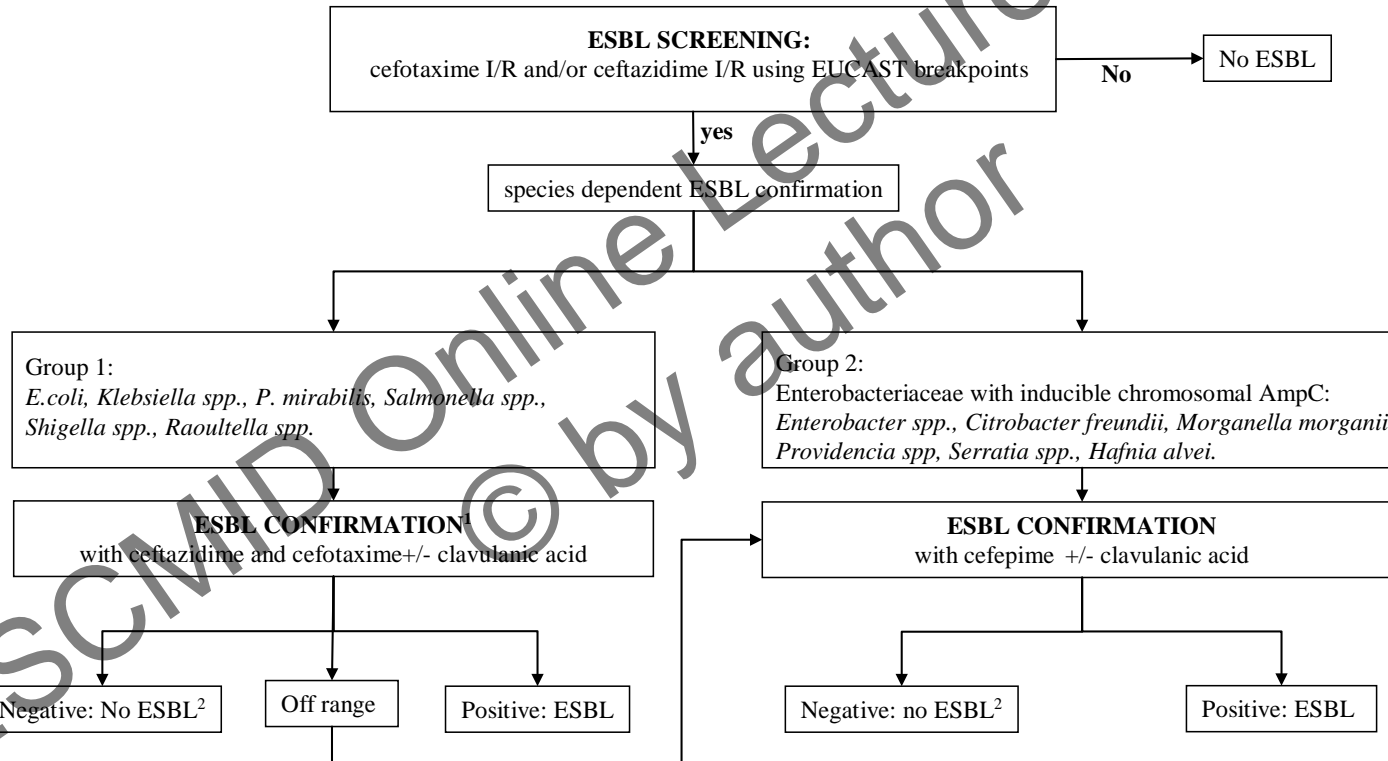 ESBL SCREENING:
cefotaxime I/R and/or ceftazidime I/R using EUCAST breakpoints
No
No ESBL
yes
species dependent ESBL confirmation
Group 1:
E.coli, Klebsiella spp., P. mirabilis, Salmonella spp.,
Shigella spp., Raoultella spp.
Group 2:
Enterobacteriaceae with inducible chromosomal AmpC:
Enterobacter spp., Citrobacter freundii, Morganella morganii
Providencia spp, Serratia spp., Hafnia alvei.
ESBL CONFIRMATION¹
with ceftazidime and cefotaxime+/- clavulanic acid
ESBL CONFIRMATION
with cefepime +/- clavulanic acid
Negative: No ESBL²
Off range
Positive: ESBL
Negative: no ESBL²
Positive: ESBL
ESCMID Online Lecture
© by author